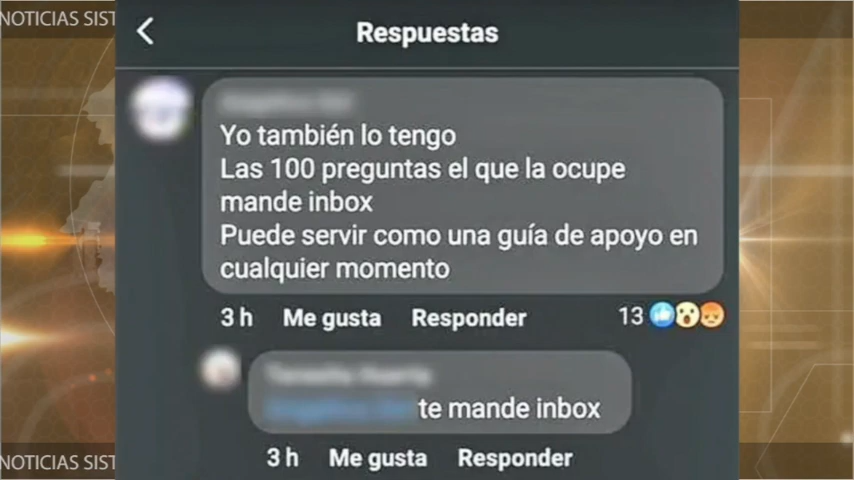 NOTICIAS SIST
Respuestas
Yo también lo tengo
Las 100 preguntas el que la ocupe
mande inbox
Puede servir como una guía de apoyo en
cualquier momento
3 h Me gusta Responder 13
te mande inbox
3 h Me gusta Responder
NOTICIAS SIST